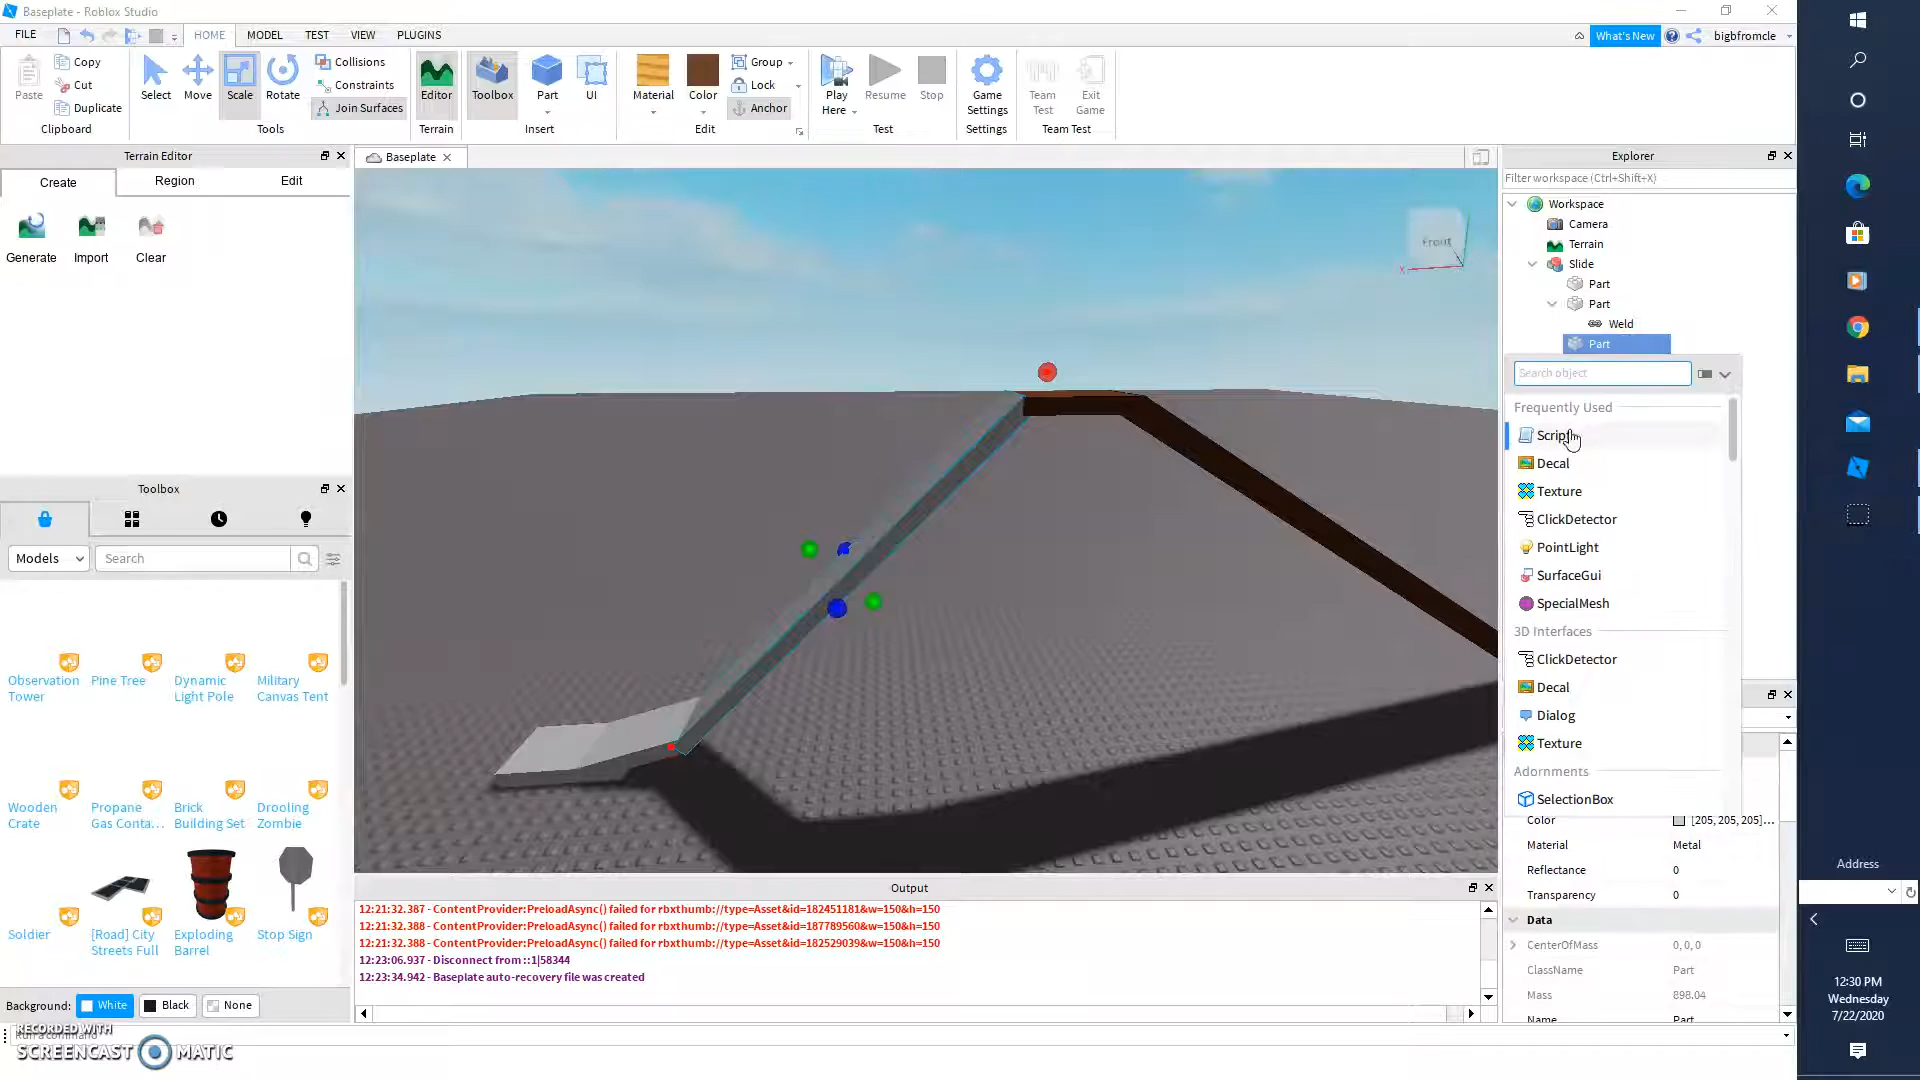 Baseplate - Roblox Studio
FILE HOME MODEL TEST VIEW PLUGINS What's New bigbfromcle
Paste Copy Cut Duplicate Select Move Scale Rotate Collisions Constraints Join Surfaces Editor Toolbox Part UI Material Color Group Lock Anchor Play Here Resume Stop Game Settings Team Test Exit Game
Clipboard Tools Terrain Insert Edit Test Settings Team Test
Terrain Editor
Create Region Edit
Generate Import Clear
Toolbox
Models Search
Observation Tower
Pine Tree
Dynamic Light Pole
Military Canvas Tent
Wooden Crate
Propane Gas Conta...
Brick Building Set
Drooling Zombie
Soldier
[Road] City Streets Full
Exploding Barrel
Stop Sign
Background: White Black None
Run a command
RECORDED WITH
SCREENCAST MATIC
Baseplate
Front
X
Output
12:21:32.387 - ContentProvider:PreloadAsync() failed for rbxthumb://type=Asset&id=182451181&w=150&h=150
12:21:32.388 - ContentProvider:PreloadAsync() failed for rbxthumb://type=Asset&id=187789560&w=150&h=150
12:21:32.388 - ContentProvider:PreloadAsync() failed for rbxthumb://type=Asset&id=182529039&w=150&h=150
12:23:06.937 - Disconnect from ::1|58344
12:23:34.942 - Baseplate auto-recovery file was created
Explorer
Filter workspace (Ctrl+Shift+X)
Workspace
Camera
Terrain
Slide
Part
Part
Weld
Part
Search object
Frequently Used
Script
Decal
Texture
ClickDetector
PointLight
SurfaceGui
SpecialMesh
3D Interfaces
ClickDetector
Decal
Dialog
Texture
Adornments
SelectionBox
Color [205, 205, 205]...
Material Metal
Reflectance 0
Transparency 0
Data
CenterOfMass 0, 0, 0
ClassName Part
Mass 898.04
Name Part
Address
12:30 PM
Wednesday
7/22/2020